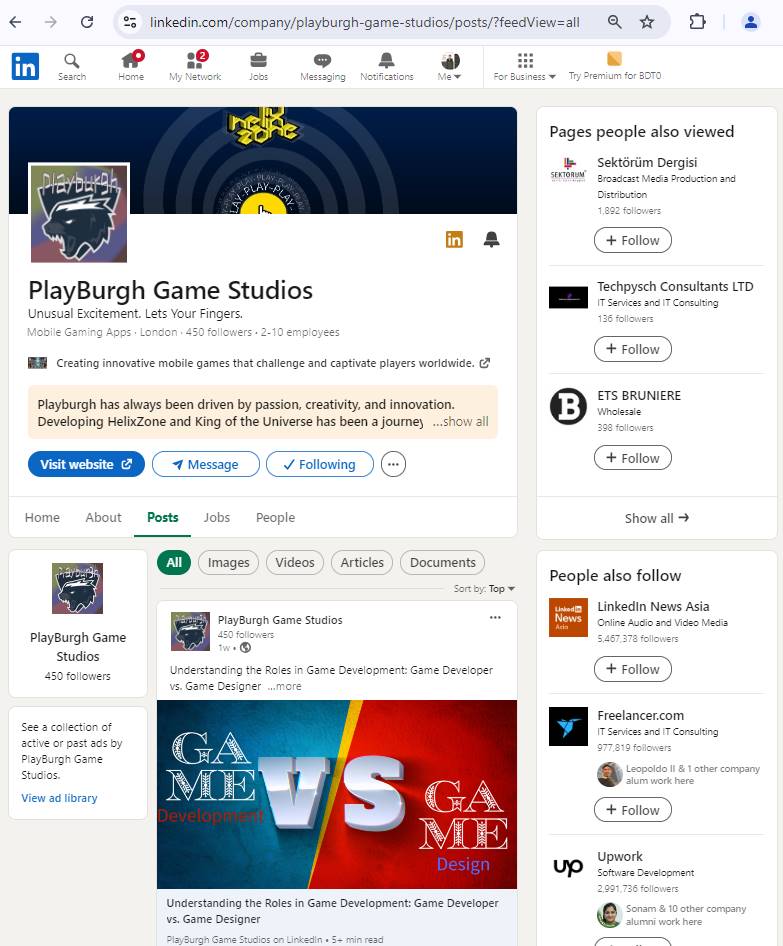 linkedin.com/company/playburgh-game-studios/posts/?feedView=all
in
Search
Home
2
My Network
Jobs
Messaging
Notifications
Me
For Business
Try Premium for BDT0
helix
zone
PLAY-PLAY-PLAY-
playburgh
in
PlayBurgh Game Studios
Unusual Excitement. Lets Your Fingers.
Mobile Gaming Apps · London · 450 followers · 2-10 employees
Creating innovative mobile games that challenge and captivate players worldwide.
Playburgh has always been driven by passion, creativity, and innovation.
Developing HelixZone and King of the Universe has been a journey ...show all
Visit website
Message
Following
Home
About
Posts
Jobs
People
playburgh
PlayBurgh Game
Studios
450 followers
See a collection of
active or past ads by
PlayBurgh Game
Studios.
View ad library
All
Images
Videos
Articles
Documents
Sort by: Top
playburgh
PlayBurgh Game Studios
450 followers
1w •
Understanding the Roles in Game Development: Game Developer
vs. Game Designer ...more
GA
ME
Development
VS
GA
ME
Design
Understanding the Roles in Game Development: Game Developer
vs. Game Designer
PlayBurgh Game Studios on LinkedIn • 5+ min read
Pages people also viewed
SEKTORUM
Sektörüm Dergisi
Broadcast Media Production and
Distribution
1,892 followers
+ Follow
Techpysch Consultants LTD
IT Services and IT Consulting
136 followers
+ Follow
B
ETS BRUNIERE
Wholesale
398 followers
+ Follow
Show all →
People also follow
Linked in
News
Asia
LinkedIn News Asia
Online Audio and Video Media
5,467,378 followers
+ Follow
Freelancer.com
IT Services and IT Consulting
977,819 followers
Leopoldo II & 1 other company
alum work here
+ Follow
up
Upwork
Software Development
2,991,736 followers
Sonam & 10 other company
alumni work here